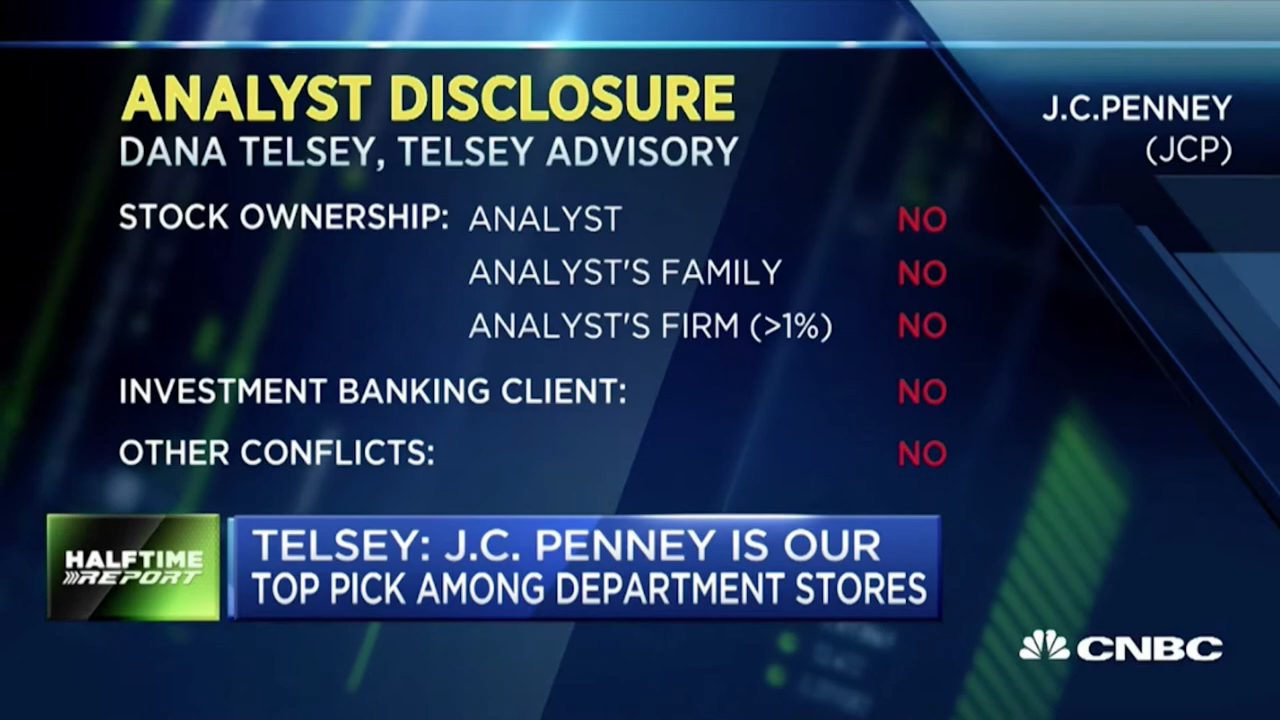 ANALYST DISCLOSURE
DANA TELSEY, TELSEY ADVISORY
J.C.PENNEY
(JCP)
STOCK OWNERSHIP: ANALYST NO
ANALYST'S FAMILY NO
ANALYST'S FIRM (>1%) NO
INVESTMENT BANKING CLIENT: NO
OTHER CONFLICTS: NO
HALFTIME
REPORT
TELSEY: J.C. PENNEY IS OUR
TOP PICK AMONG DEPARTMENT STORES
CNBC